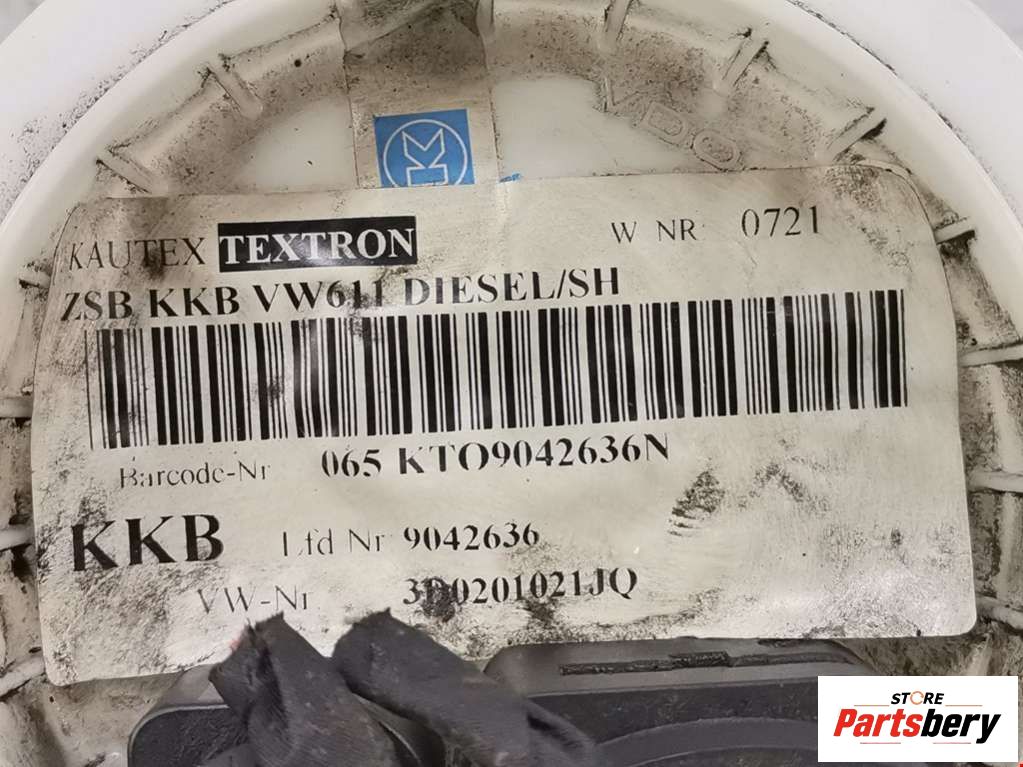 VDO
KAUTEX TEXTRON W NR 0721
ZSB KKB VW611 DIESEL/SH
Barcode-Nr 065 KTO9042636N
KKB Lfd Nr 9042636
VW-Nr 3D0201021JQ
STORE
Partsbery